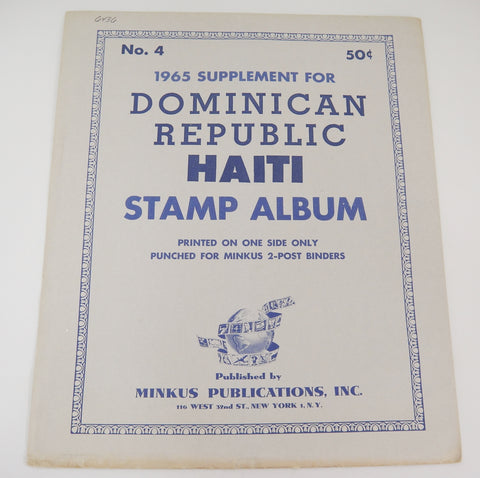 No. 4
50¢
1965 SUPPLEMENT FOR
DOMINICAN
REPUBLIC
HAITI
STAMP ALBUM
PRINTED ON ONE SIDE ONLY
PUNCHED FOR MINKUS 2-POST BINDERS
Published by
MINKUS PUBLICATIONS, INC.
116 WEST 32nd ST., NEW YORK 1, N.Y.